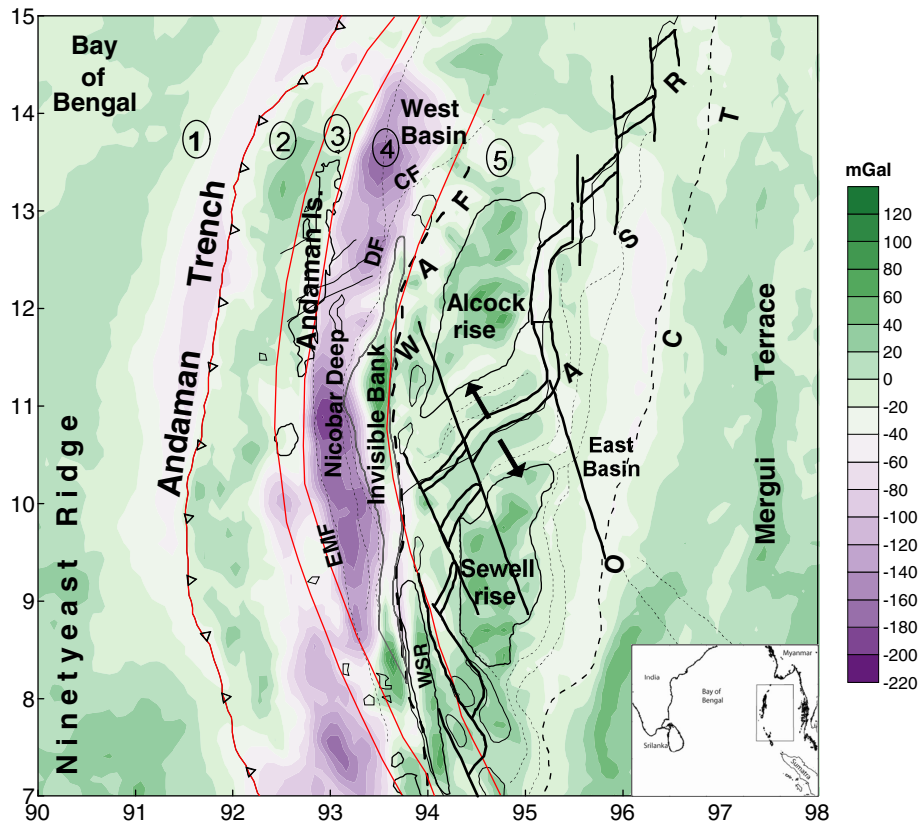 15
14
13
12
11
10
9
8
7
90
91
92
93
94
95
96
97
98
Bay
of
Bengal
1
2
3
4
5
West
Basin
CF
DF
Trench
Andaman
Andaman Is.
Nicobar Deep
Invisible Bank
EMF
W
A
F
WSR
Alcock
rise
Sewell
rise
East
Basin
R
S
A
T
C
O
Mergui
Terrace
Ninetyeast Ridge
mGal
120
100
80
60
40
20
-0
-20
-40
-60
-80
-100
-120
-140
-160
-180
-200
-220
India
Bay of
Bengal
Myanmar
Srilanka
Sumatra